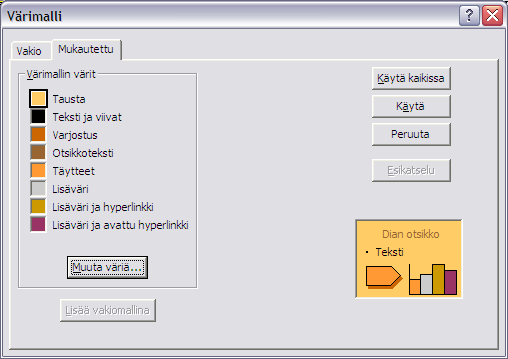 Värimalli
Vakio
Mukautettu
Värimallin värit
Tausta
Teksti ja viivat
Varjostus
Otsikkoteksti
Täytteet
Lisäväri
Lisäväri ja hyperlinkki
Lisäväri ja avattu hyperlinkki
Muuta väriä...
Lisää vakiomallina
Käytä kaikissa
Käytä
Peruuta
Esikatselu
Dian otsikko
• Teksti